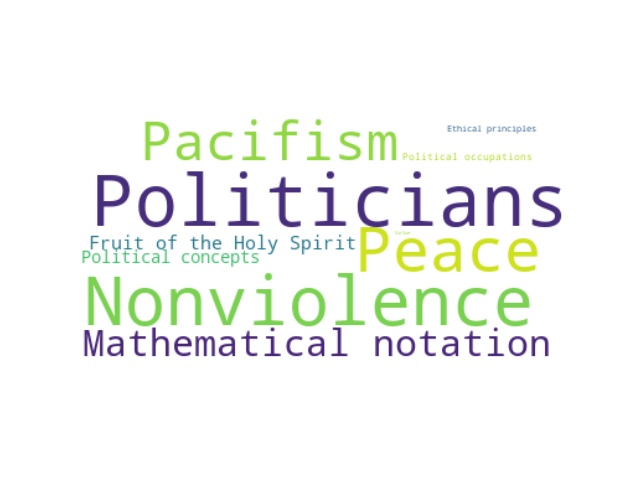 Ethical principles
Pacifism
Political occupations
Politicians
Fruit of the Holy Spirit
Peace
Political concepts
Nonviolence
Mathematical notation